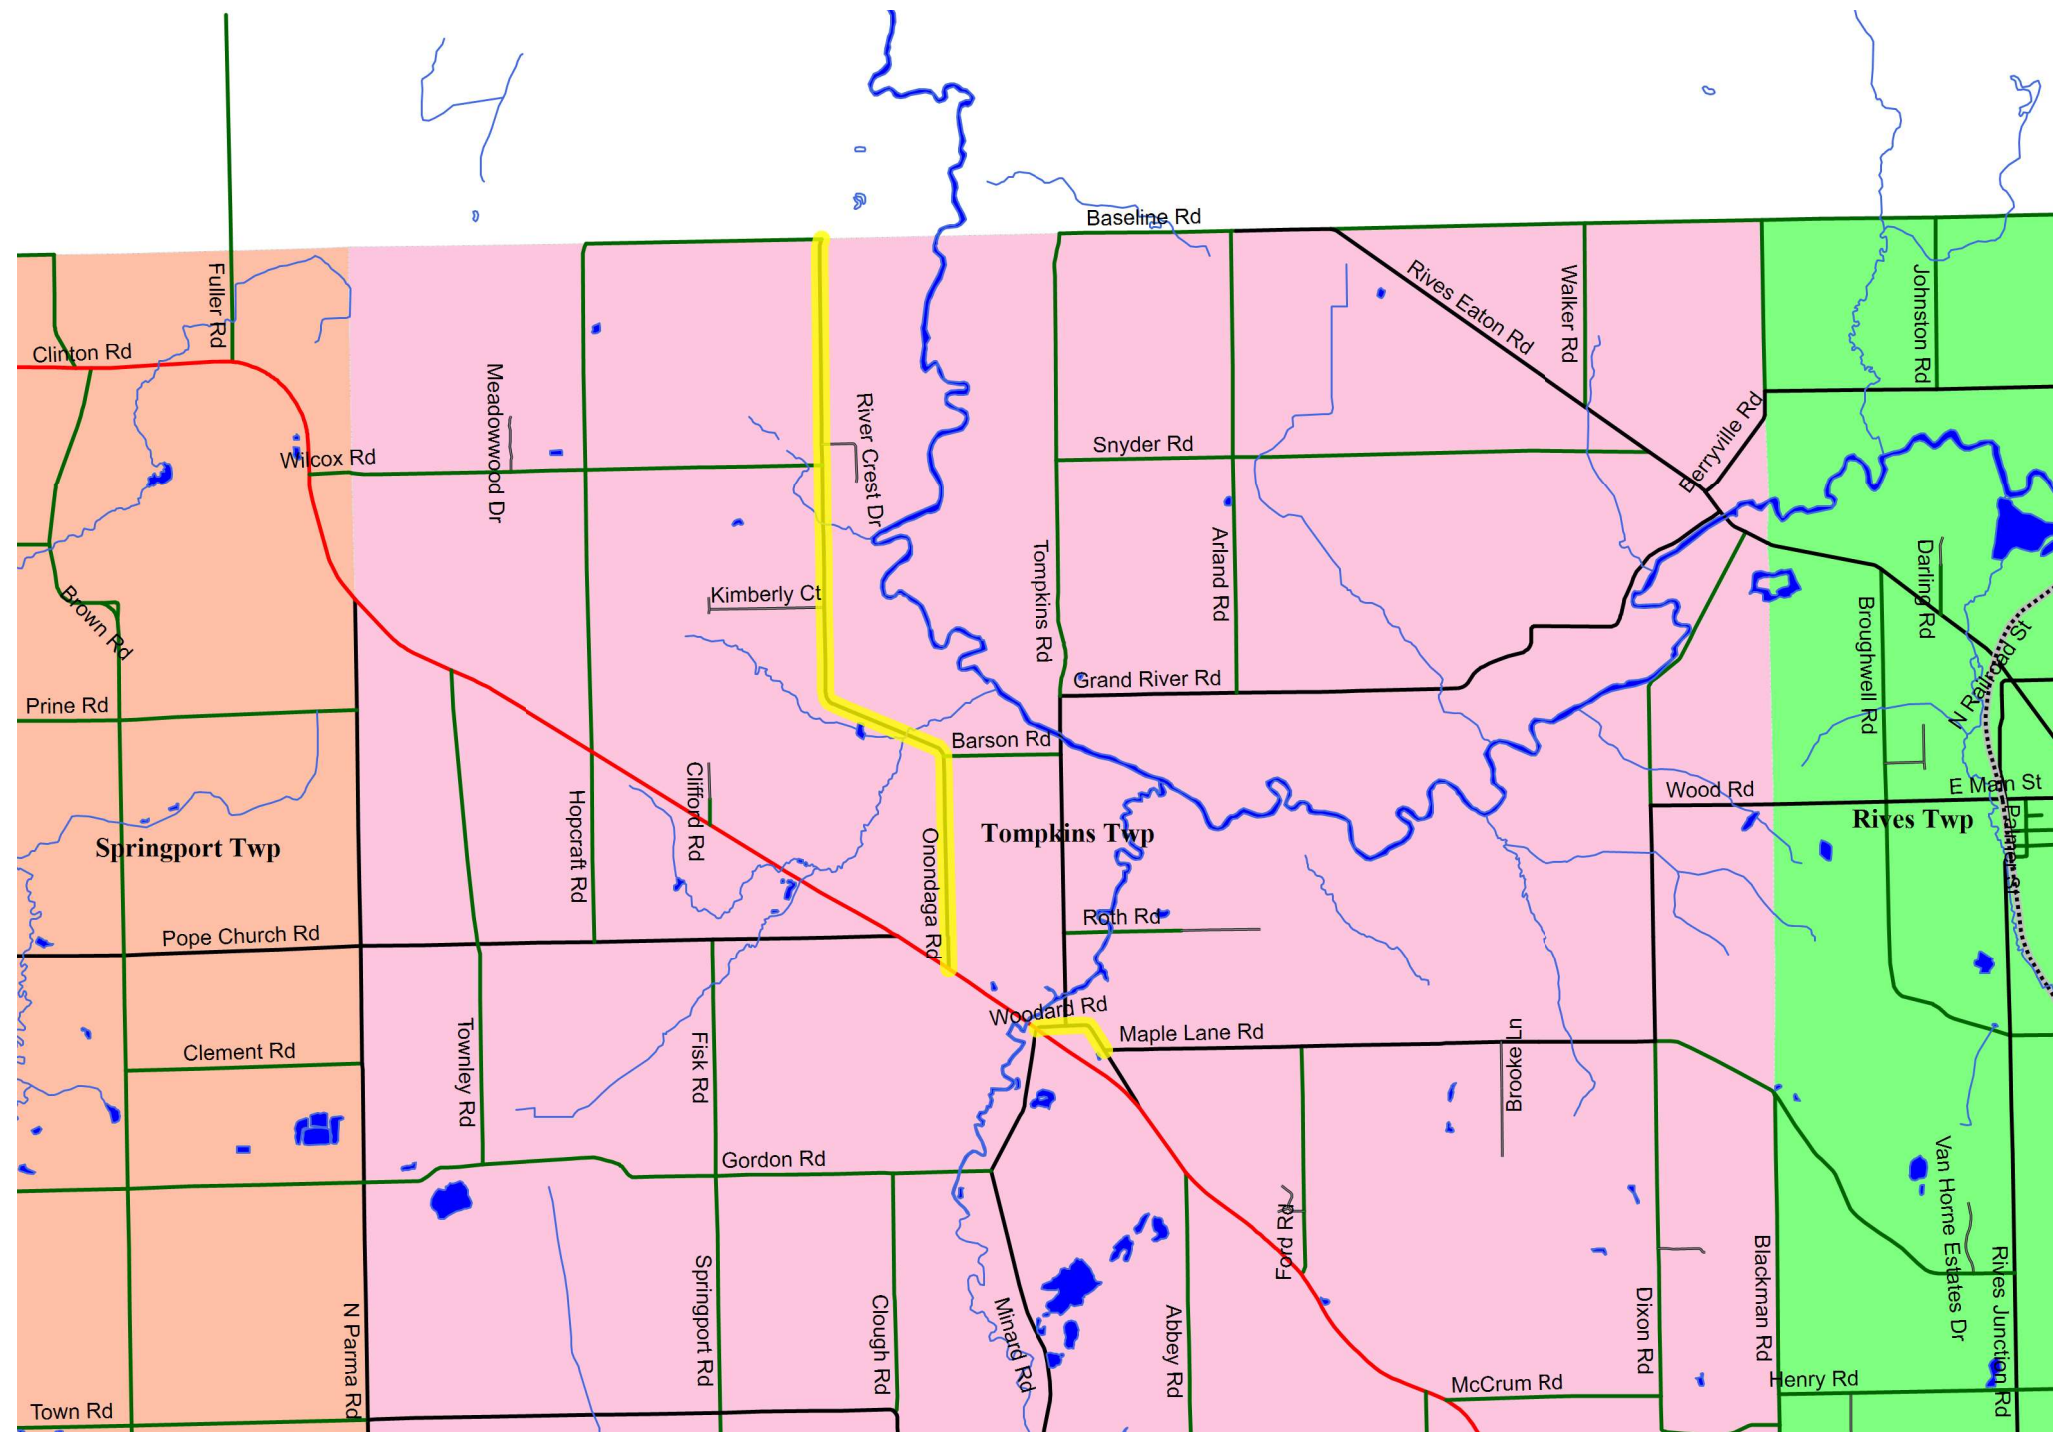 Baseline Rd
Fuller Rd
Clinton Rd
Rives Eaton Rd
Walker Rd
Johnston Rd
Meadowwood Dr
River Crest Dr
Wilcox Rd
Snyder Rd
Berryville Rd
Tompkins Rd
Arland Rd
Darling Rd
Kimberly Ct
Brown Rd
Broughwell Rd
N Railroad St
Grand River Rd
Prine Rd
Barson Rd
Clifford Rd
Hopcraft Rd
Wood Rd
E Main St
Palmer St
Springport Twp
Onondaga Rd
Tompkins Twp
Rives Twp
Roth Rd
Pope Church Rd
Woodard Rd
Maple Lane Rd
Brooke Ln
Clement Rd
Townley Rd
Fisk Rd
Gordon Rd
Van Horne Estates Dr
Ford Rd
Springport Rd
Clough Rd
Minard Rd
Abbey Rd
Dixon Rd
Blackman Rd
Rives Junction Rd
N Parma Rd
McCrum Rd
Henry Rd
Town Rd